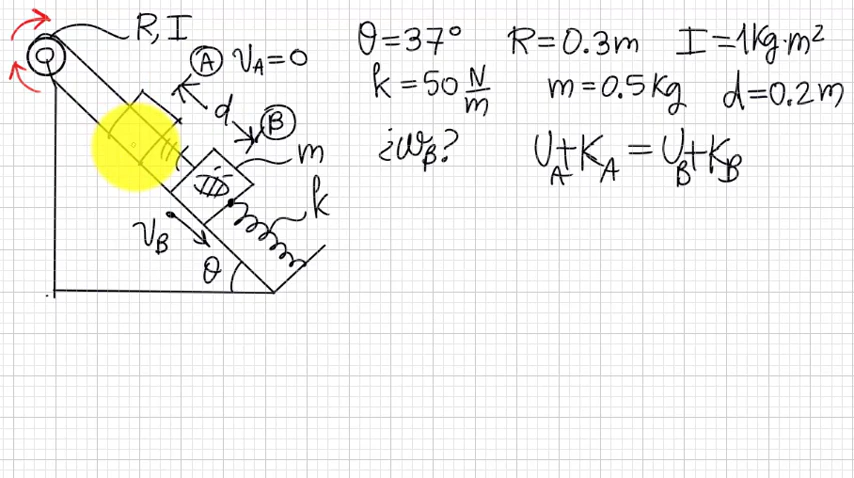 R, I
A v_A=0
θ=37° R=0.3m I=1Kg·m²
k=50 N/m m=0.5Kg d=0.2m
d
B
m
¿ω_B? U_A+K_A=U_B+K_B
k
v_B
θ